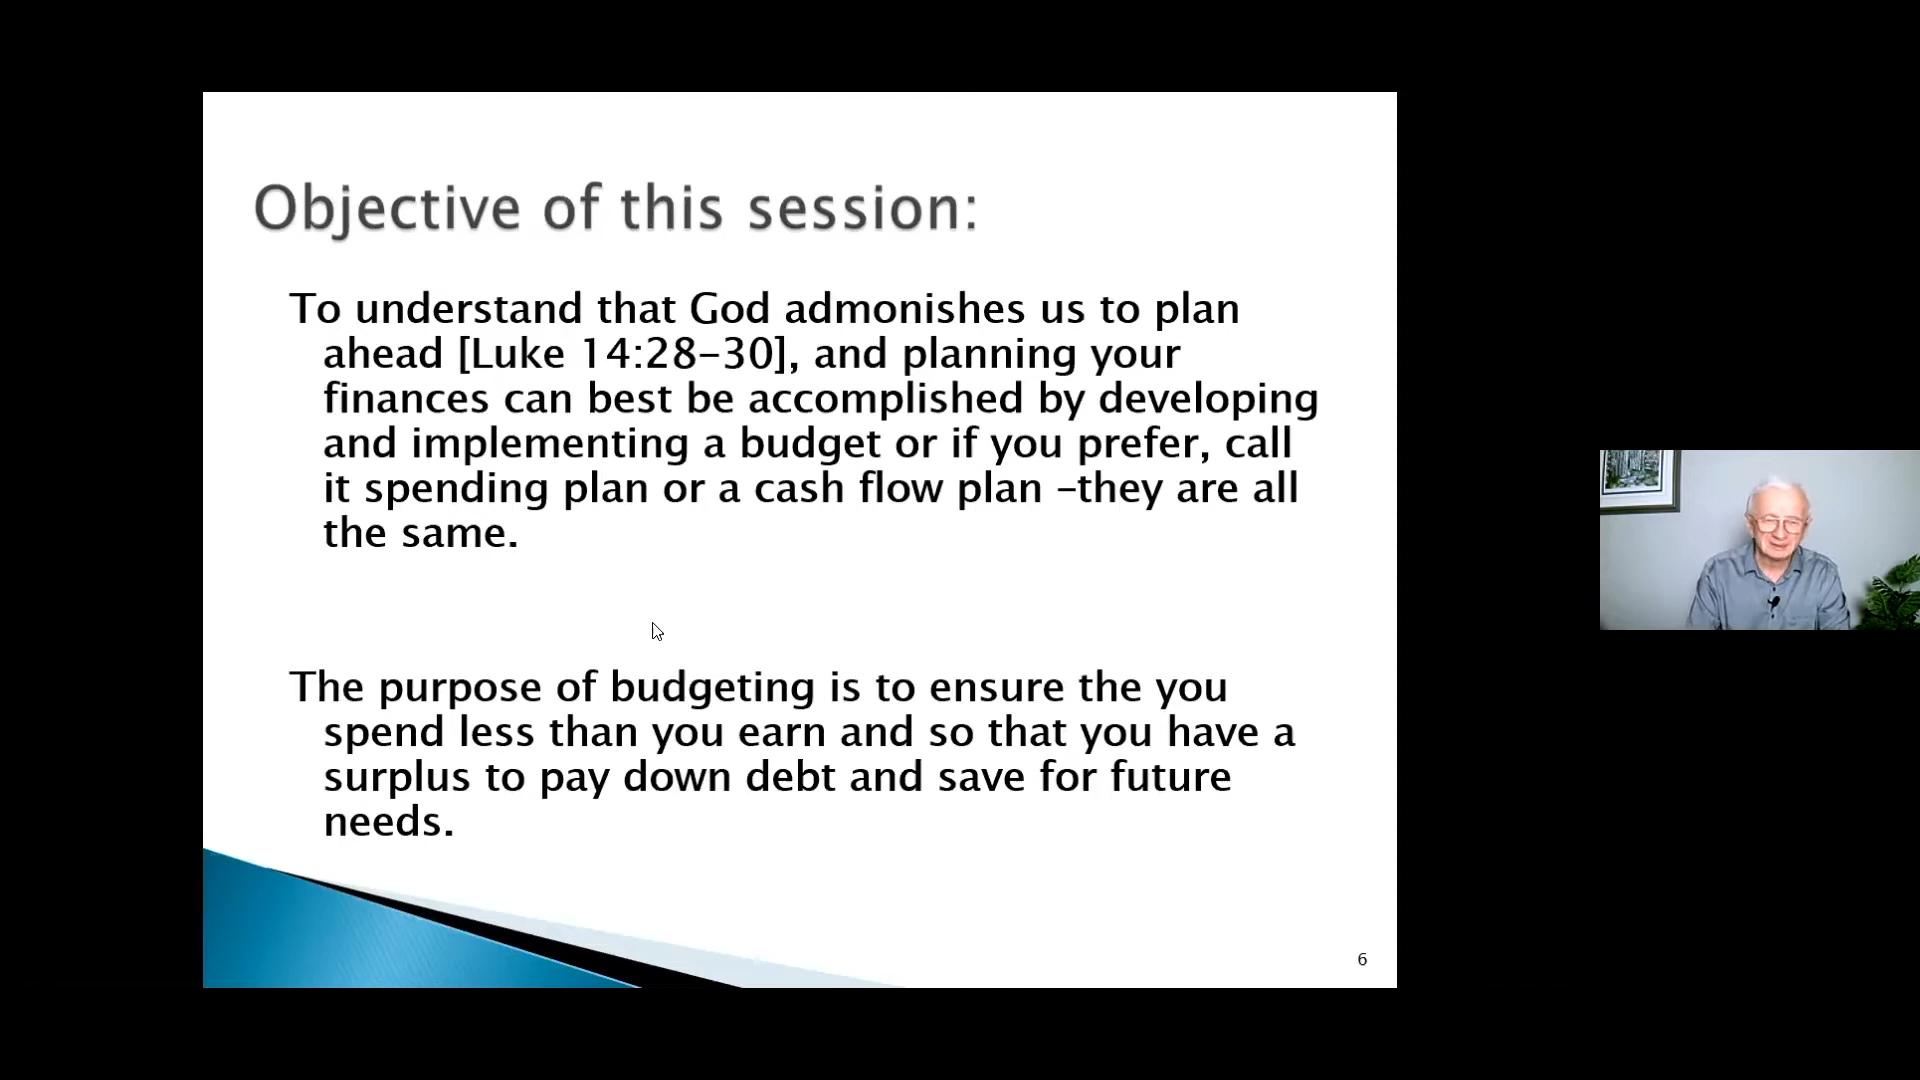 Objective of this session:
To understand that God admonishes us to plan
ahead [Luke 14:28-30], and planning your
finances can best be accomplished by developing
and implementing a budget or if you prefer, call
it spending plan or a cash flow plan –they are all
the same.
The purpose of budgeting is to ensure the you
spend less than you earn and so that you have a
surplus to pay down debt and save for future
needs.
6